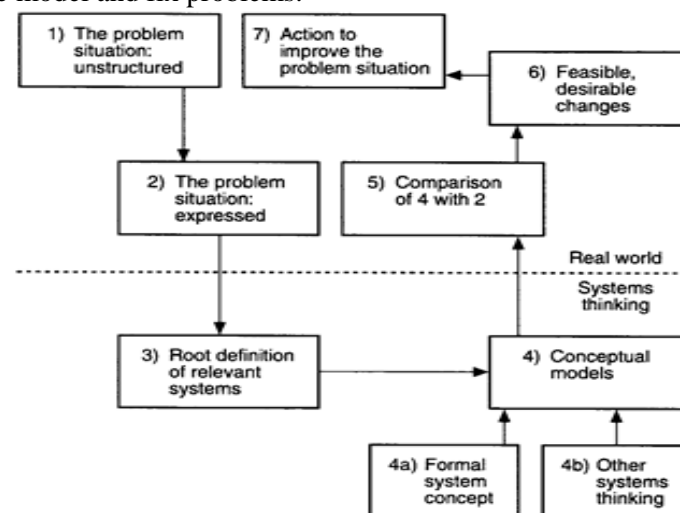 1) The problem
situation:
unstructured
7) Action to
improve the
problem situation
6) Feasible,
desirable
changes
2) The problem
situation:
expressed
5) Comparison
of 4 with 2
Real world
Systems
thinking
3) Root definition
of relevant
systems
4) Conceptual
models
4a) Formal
system
concept
4b) Other
systems
thinking